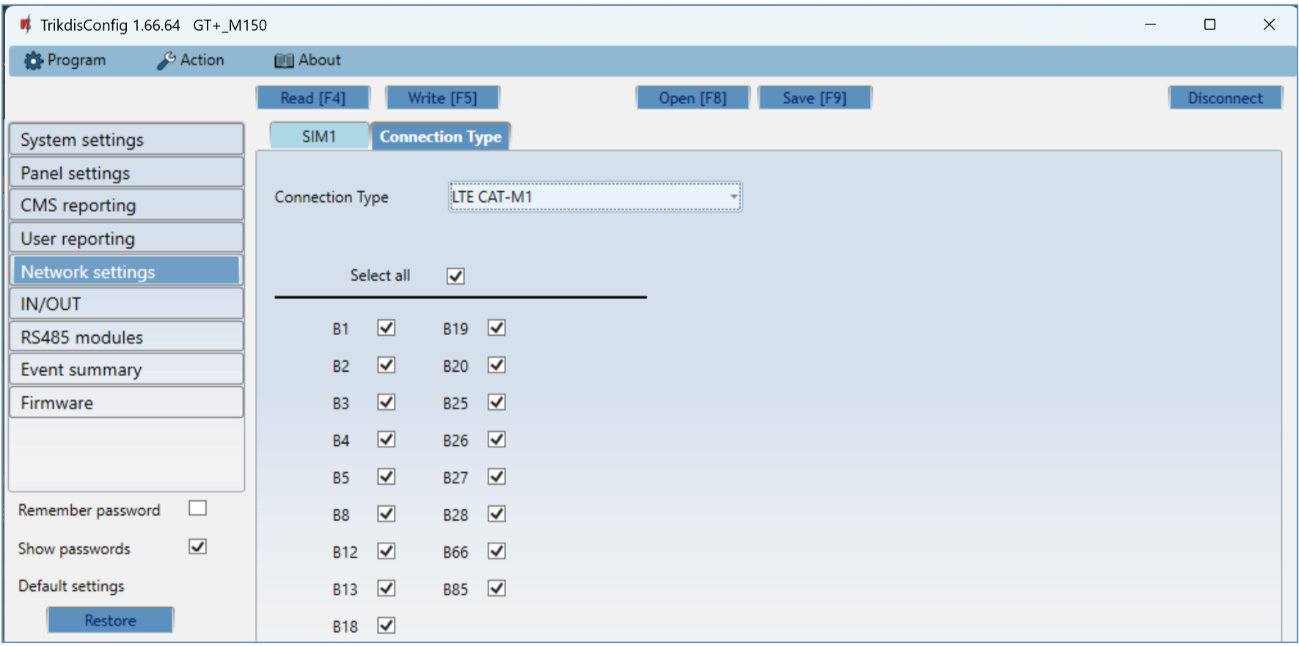 TrikdisConfig 1.66.64 GT+_M150
Program Action About
Read [F4] Write [F5] Open [F8] Save [F9] Disconnect
System settings
Panel settings
CMS reporting
User reporting
Network settings
IN/OUT
RS485 modules
Event summary
Firmware
Remember password
Show passwords
Default settings
Restore
SIM1 Connection Type
Connection Type LTE CAT-M1
Select all
B1 B19
B2 B20
B3 B25
B4 B26
B5 B27
B8 B28
B12 B66
B13 B85
B18